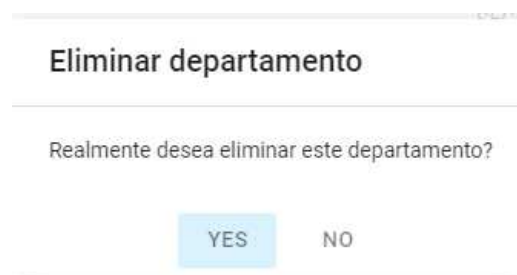 Eliminar departamento
Realmente desea eliminar este departamento?
YES NO